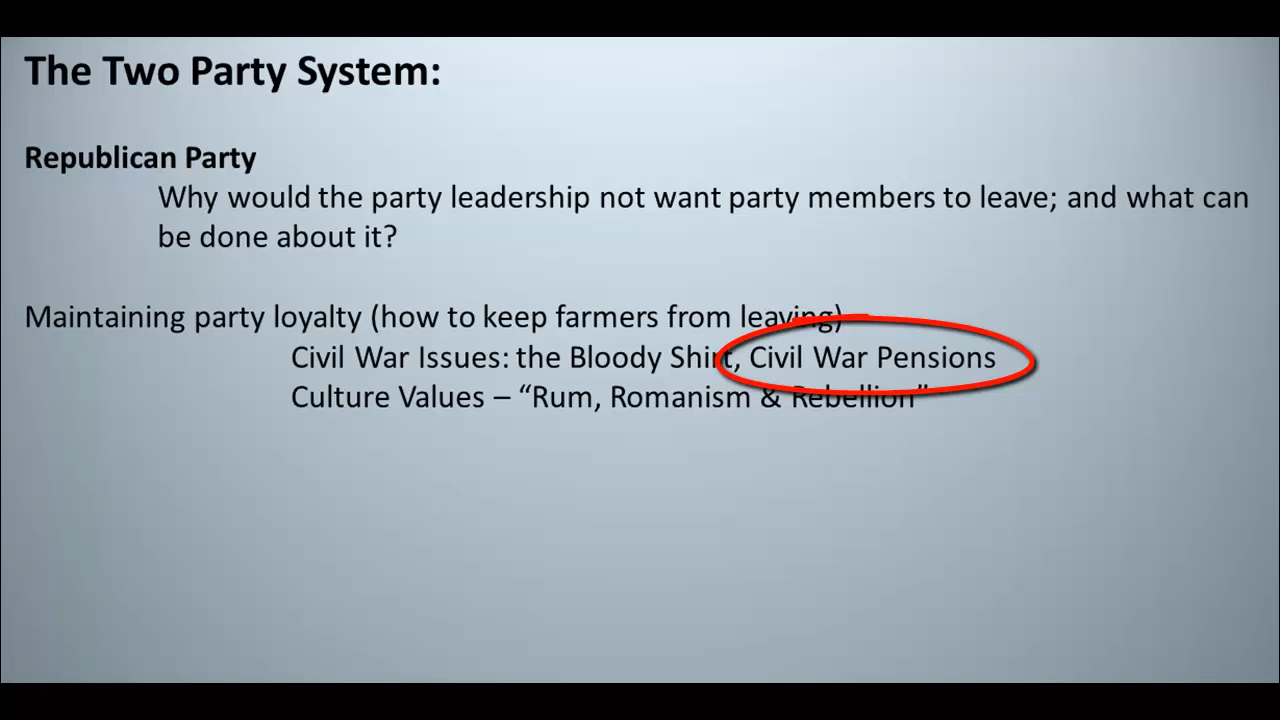 The Two Party System:
Republican Party
Why would the party leadership not want party members to leave; and what can
be done about it?
Maintaining party loyalty (how to keep farmers from leaving)
Civil War Issues: the Bloody Shirt, Civil War Pensions
Culture Values – “Rum, Romanism & Rebellion”